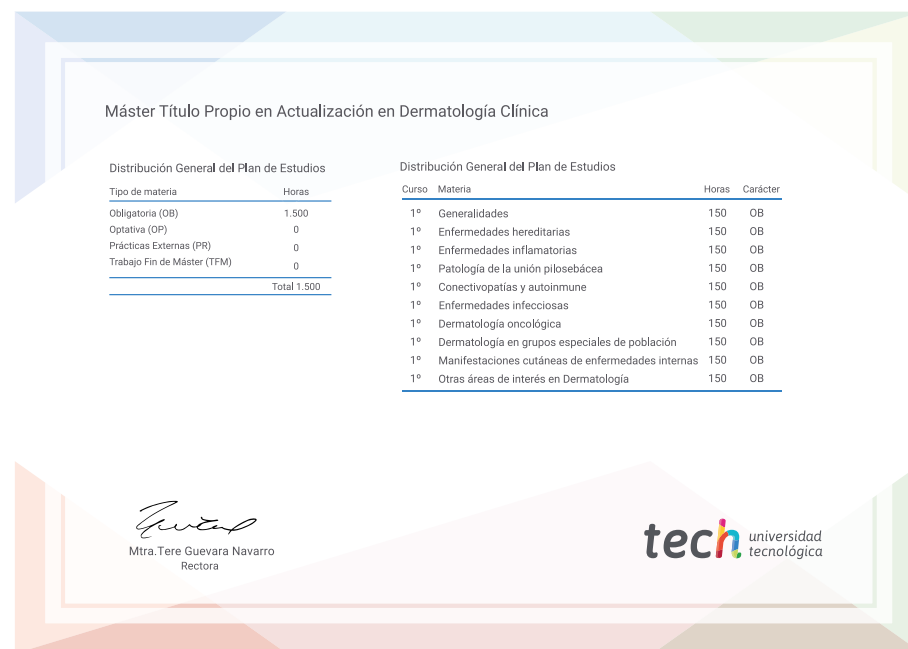 Máster Título Propio en Actualización en Dermatología Clínica
Distribución General del Plan de Estudios
Tipo de materia Horas
Obligatoria (OB) 1.500
Optativa (OP) 0
Prácticas Externas (PR) 0
Trabajo Fin de Máster (TFM) 0
Total 1.500
Distribución General del Plan de Estudios
Curso Materia Horas Carácter
1º Generalidades 150 OB
1º Enfermedades hereditarias 150 OB
1º Enfermedades inflamatorias 150 OB
1º Patología de la unión pilosebácea 150 OB
1º Conectivopatías y autoinmune 150 OB
1º Enfermedades infecciosas 150 OB
1º Dermatología oncológica 150 OB
1º Dermatología en grupos especiales de población 150 OB
1º Manifestaciones cutáneas de enfermedades internas 150 OB
1º Otras áreas de interés en Dermatología 150 OB
Mtra.Tere Guevara Navarro
Rectora
tech universidad
tecnológica